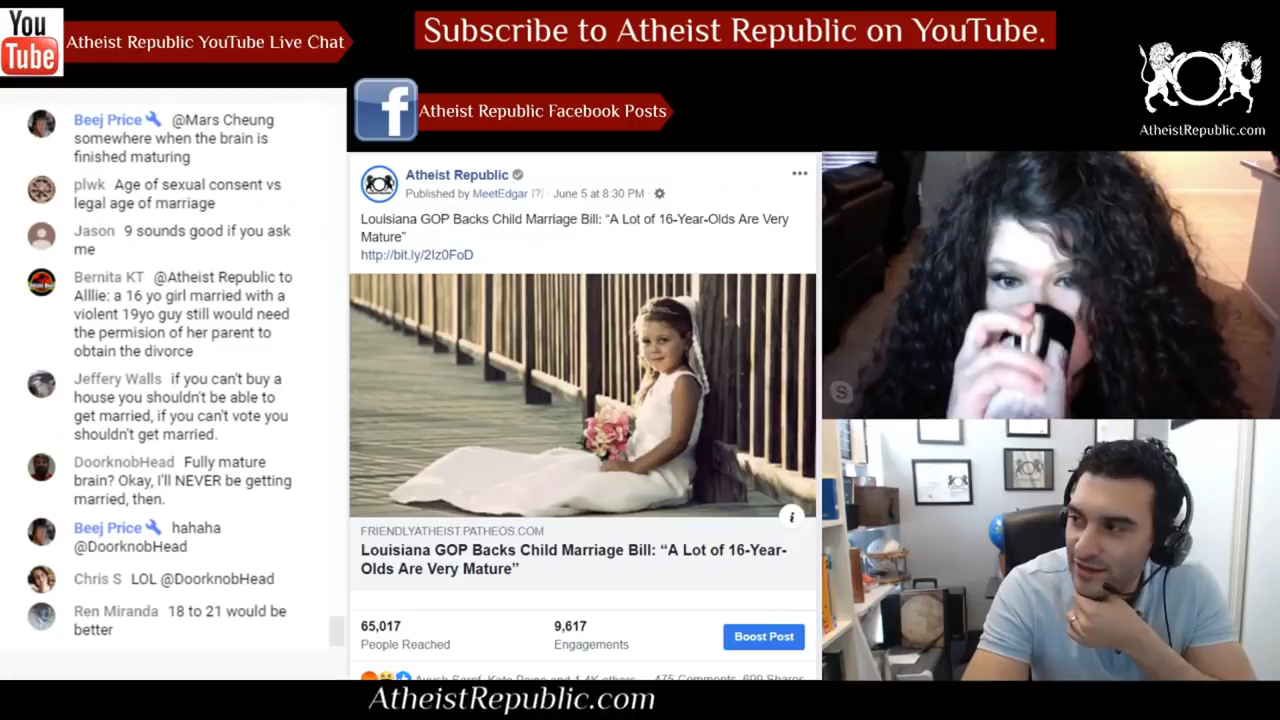 You
Tube
Atheist Republic YouTube Live Chat
Subscribe to Atheist Republic on YouTube.
AtheistRepublic.com
f
Atheist Republic Facebook Posts
Beej Price @Mars Cheung
somewhere when the brain is
finished maturing
plwk Age of sexual consent vs
legal age of marriage
Jason 9 sounds good if you ask
me
Bernita KT @Atheist Republic to
Alllie: a 16 yo girl married with a
violent 19yo guy still would need
the permision of her parent to
obtain the divorce
Jeffery Walls if you can't buy a
house you shouldn't be able to
get married, if you can't vote you
shouldn't get married.
DoorknobHead Fully mature
brain? Okay, I'll NEVER be getting
married, then.
Beej Price hahaha
@DoorknobHead
Chris S LOL @DoorknobHead
Ren Miranda 18 to 21 would be
better
Atheist Republic
Published by MeetEdgar [?] · June 5 at 8:30 PM ·
Louisiana GOP Backs Child Marriage Bill: “A Lot of 16-Year-Olds Are Very
Mature”
http://bit.ly/2Iz0FoD
i
FRIENDLYATHEIST.PATHEOS.COM
Louisiana GOP Backs Child Marriage Bill: “A Lot of 16-Year-
Olds Are Very Mature”
65,017
People Reached
9,617
Engagements
Boost Post
475 Comments 699 Shares
S
AtheistRepublic.com